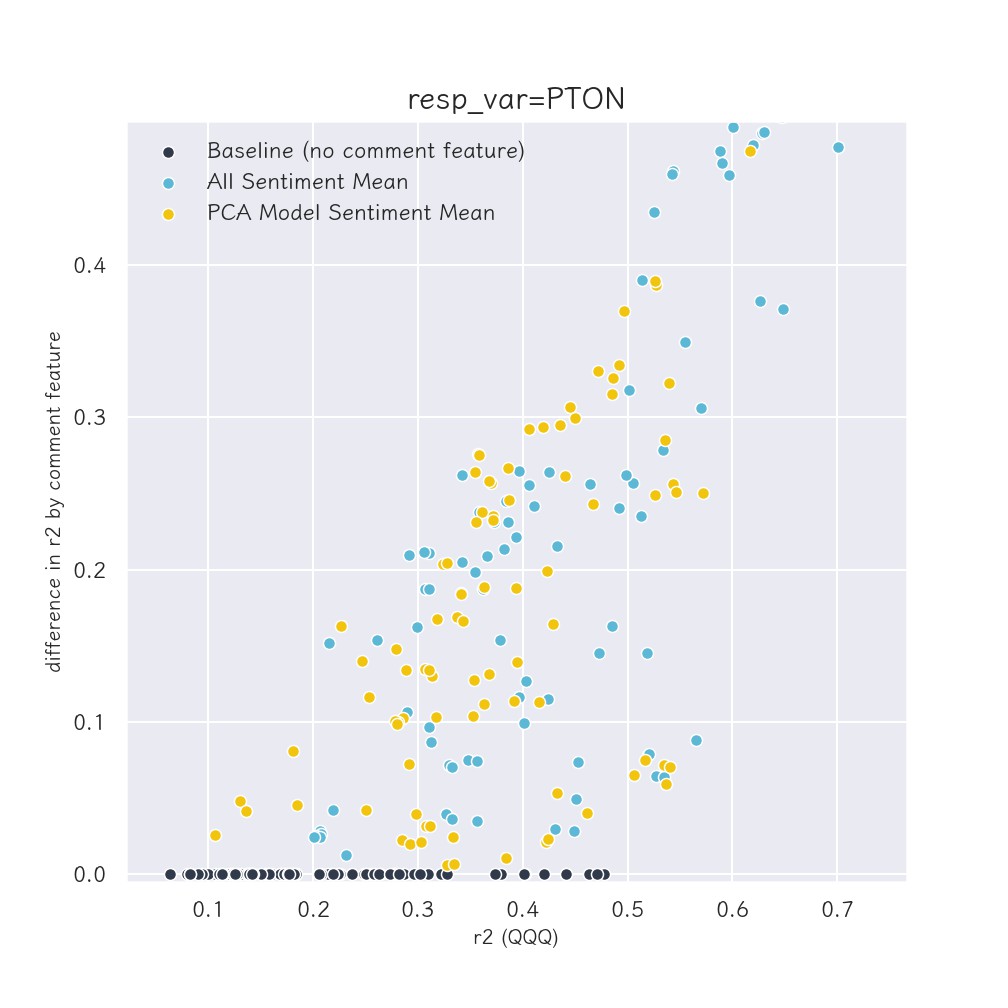 resp_var=PTON
Baseline (no comment feature)
All Sentiment Mean
PCA Model Sentiment Mean
difference in r2 by comment feature
0.4
0.3
0.2
0.1
0.0
0.1 0.2 0.3 0.4 0.5 0.6 0.7
r2 (QQQ)